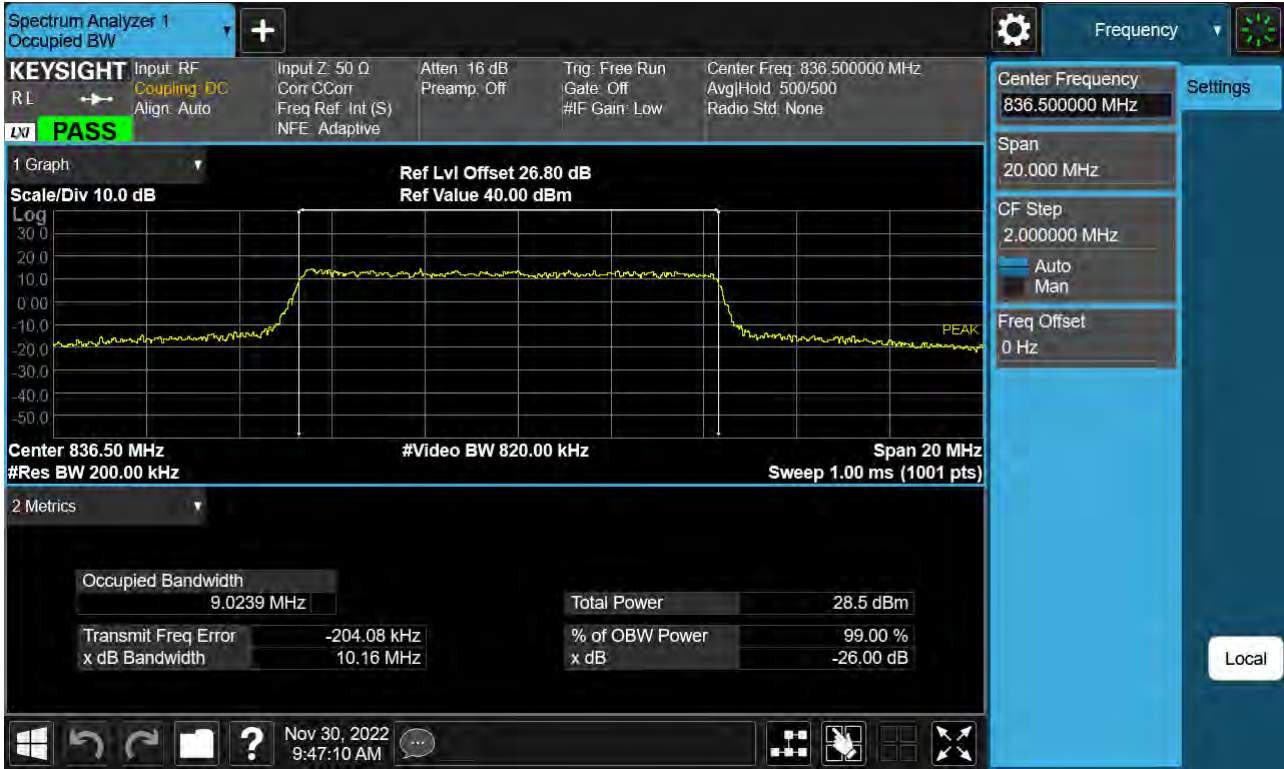 Spectrum Analyzer 1
Occupied BW
Frequency
KEYSIGHT
RL
LXI
PASS
Input: RF
Coupling: DC
Align: Auto
Input Z: 50 Ω
Corr CCorr
Freq Ref: Int (S)
NFE: Adaptive
Atten: 16 dB
Preamp: Off
Trig: Free Run
Gate: Off
#IF Gain: Low
Center Freq: 836.500000 MHz
Avg|Hold: 500/500
Radio Std: None
Center Frequency
836.500000 MHz
Settings
Span
20.000 MHz
CF Step
2.000000 MHz
Auto
Man
Freq Offset
0 Hz
1 Graph
Scale/Div 10.0 dB
Ref Lvl Offset 26.80 dB
Ref Value 40.00 dBm
Log
30.0
20.0
10.0
0.00
-10.0
-20.0
-30.0
-40.0
-50.0
PEAK
Center 836.50 MHz
#Video BW 820.00 kHz
Span 20 MHz
#Res BW 200.00 kHz
Sweep 1.00 ms (1001 pts)
2 Metrics
Occupied Bandwidth
9.0239 MHz
Total Power 28.5 dBm
Transmit Freq Error -204.08 kHz
% of OBW Power 99.00 %
x dB Bandwidth 10.16 MHz
x dB -26.00 dB
Local
Nov 30, 2022
9:47:10 AM